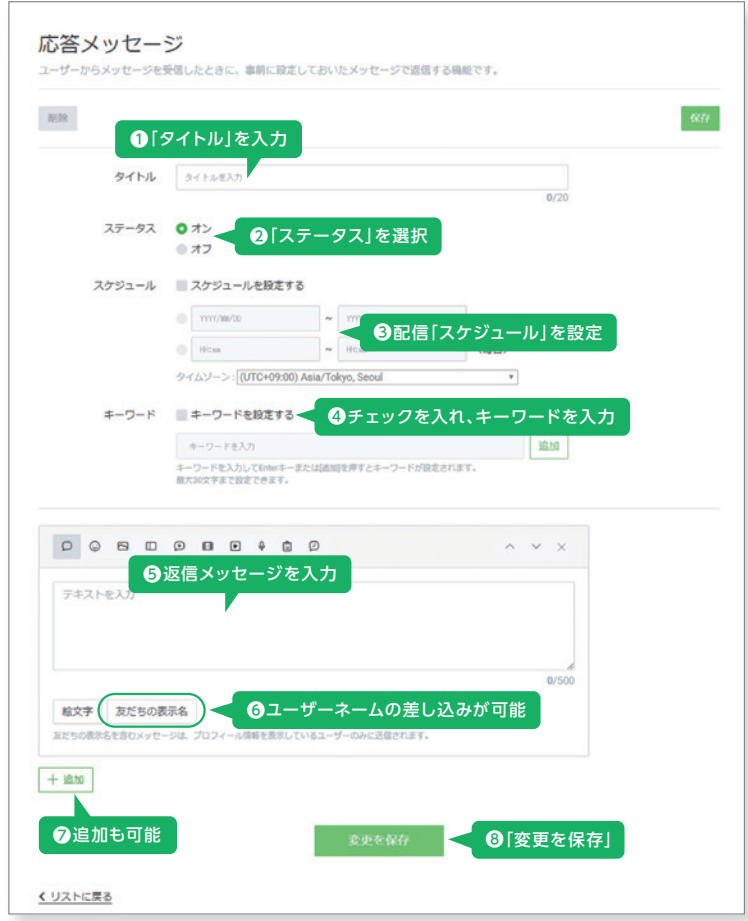 応答メッセージ
ユーザーからメッセージを受信したときに、事前に設定しておいたメッセージで返信する機能です。
削除
保存
❶「タイトル」を入力
タイトル
タイトルを入力
0/20
ステータス
オン
オフ
❷「ステータス」を選択
スケジュール
スケジュールを設定する
YYYY/MM/DD ~
❸配信「スケジュール」を設定
HH:mm ~
タイムゾーン: (UTC+09:00) Asia/Tokyo, Seoul
キーワード
キーワードを設定する
❹チェックを入れ、キーワードを入力
キーワードを入力
追加
キーワードを入力してEnterキーまたは[追加]を押すとキーワードが設定されます。
最大30文字まで設定できます。
❺返信メッセージを入力
テキストを入力
0/500
絵文字
友だちの表示名
❻ユーザーネームの差し込みが可能
友だちの表示名を含むメッセージは、プロフィール情報を表示しているユーザーのみに送信されます。
+ 追加
❼追加も可能
変更を保存
❽「変更を保存」
リストに戻る